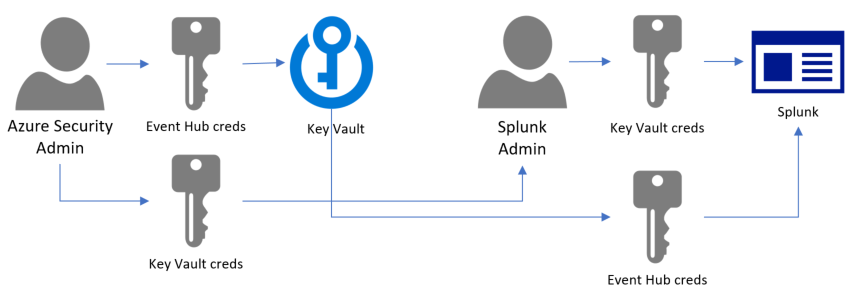 Azure Security
Admin
Event Hub creds
Key Vault
Splunk
Admin
Key Vault creds
Splunk
Key Vault creds
Event Hub creds